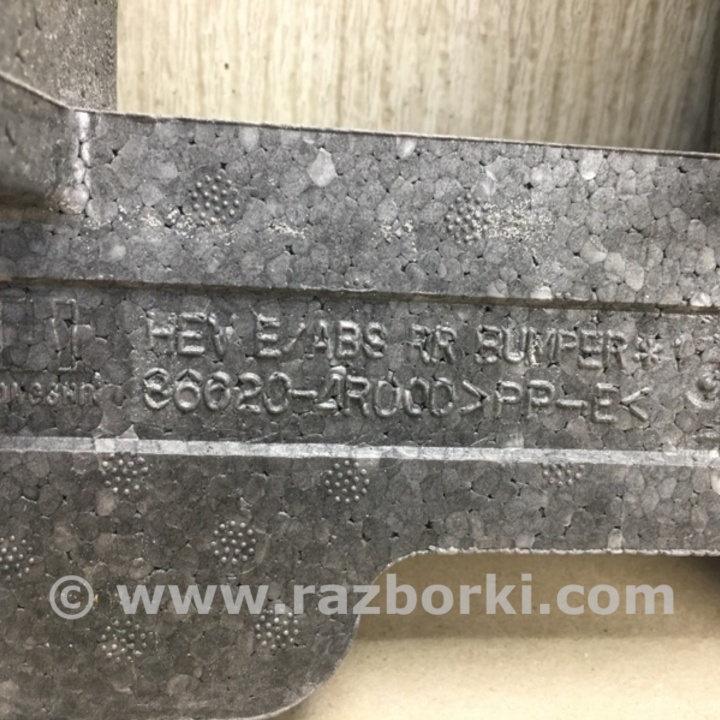 HEV E/ABS RR BUMPER*
86620-4R000>PP-E<
© www.razborki.com